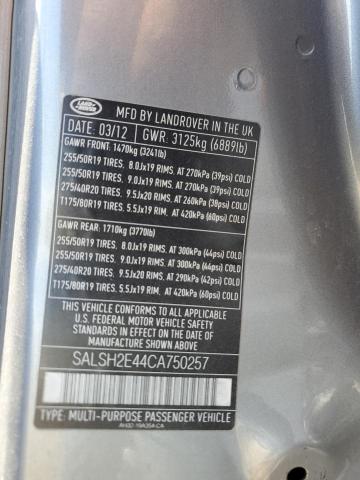 LAND
ROVER
MFD BY LANDROVER IN THE UK
DATE: 03/12 GWR: 3125kg (6889lb)
GAWR FRONT: 1470kg (3241lb)
255/50R19 TIRES, 8.0Jx19 RIMS, AT 270kPa (39psi) COLD
255/50R19 TIRES, 9.0Jx19 RIMS, AT 270kPa (39psi) COLD
275/40R20 TIRES, 9.5Jx20 RIMS, AT 260kPa (38psi) COLD
T175/80R19 TIRES, 5.5Jx19 RIM, AT 420kPa (60psi) COLD
GAWR REAR: 1710kg (3770lb)
255/50R19 TIRES, 8.0Jx19 RIMS, AT 300kPa (44psi) COLD
255/50R19 TIRES, 9.0Jx19 RIMS, AT 300kPa (44psi) COLD
275/40R20 TIRES, 9.5Jx20 RIMS, AT 290kPa (42psi) COLD
T175/80R19 TIRES, 5.5Jx19 RIM, AT 420kPa (60psi) COLD
THIS VEHICLE CONFORMS TO ALL APPLICABLE
U.S. FEDERAL MOTOR VEHICLE SAFETY
STANDARDS IN EFFECT ON THE DATE OF
MANUFACTURE SHOWN ABOVE.
SALSH2E44CA750257
TYPE: MULTI-PURPOSE PASSENGER VEHICLE
AH32-19A354-CA